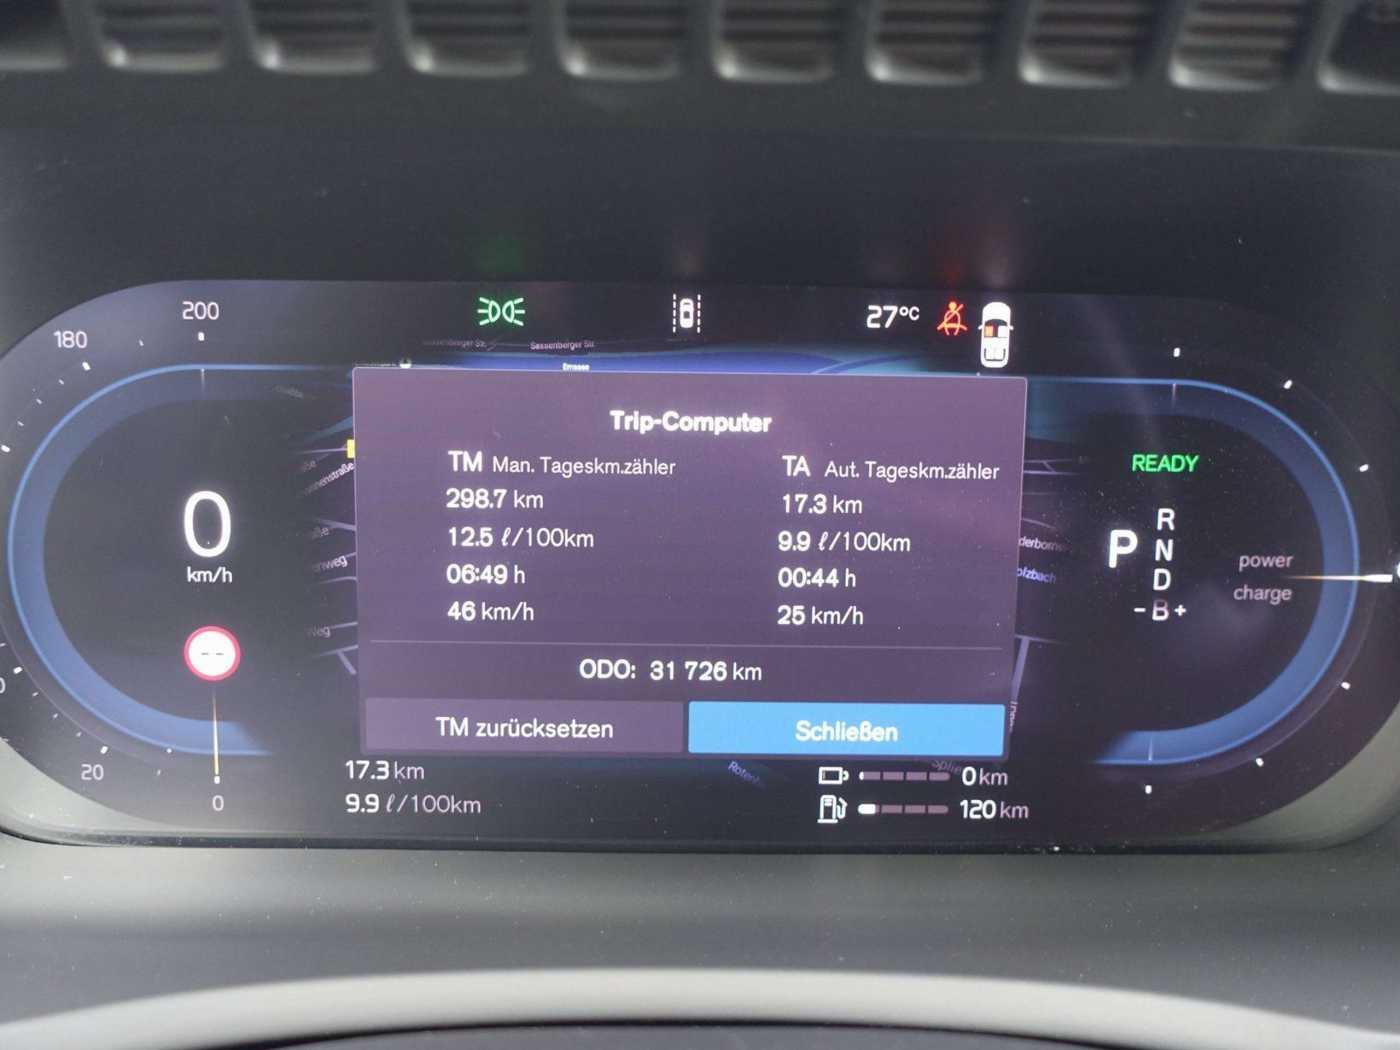 200
180
27°C
Sassenberger Str.
Emssee
Trip-Computer
TM Man. Tageskm.zähler
298.7 km
12.5 ℓ/100km
06:49 h
46 km/h
TA Aut. Tageskm.zähler
17.3 km
9.9 ℓ/100km
00:44 h
25 km/h
ODO: 31 726 km
TM zurücksetzen
Schließen
0
km/h
--
20
0
READY
P
R
N
D
-B+
power
charge
17.3 km
9.9 ℓ/100km
0 km
120 km